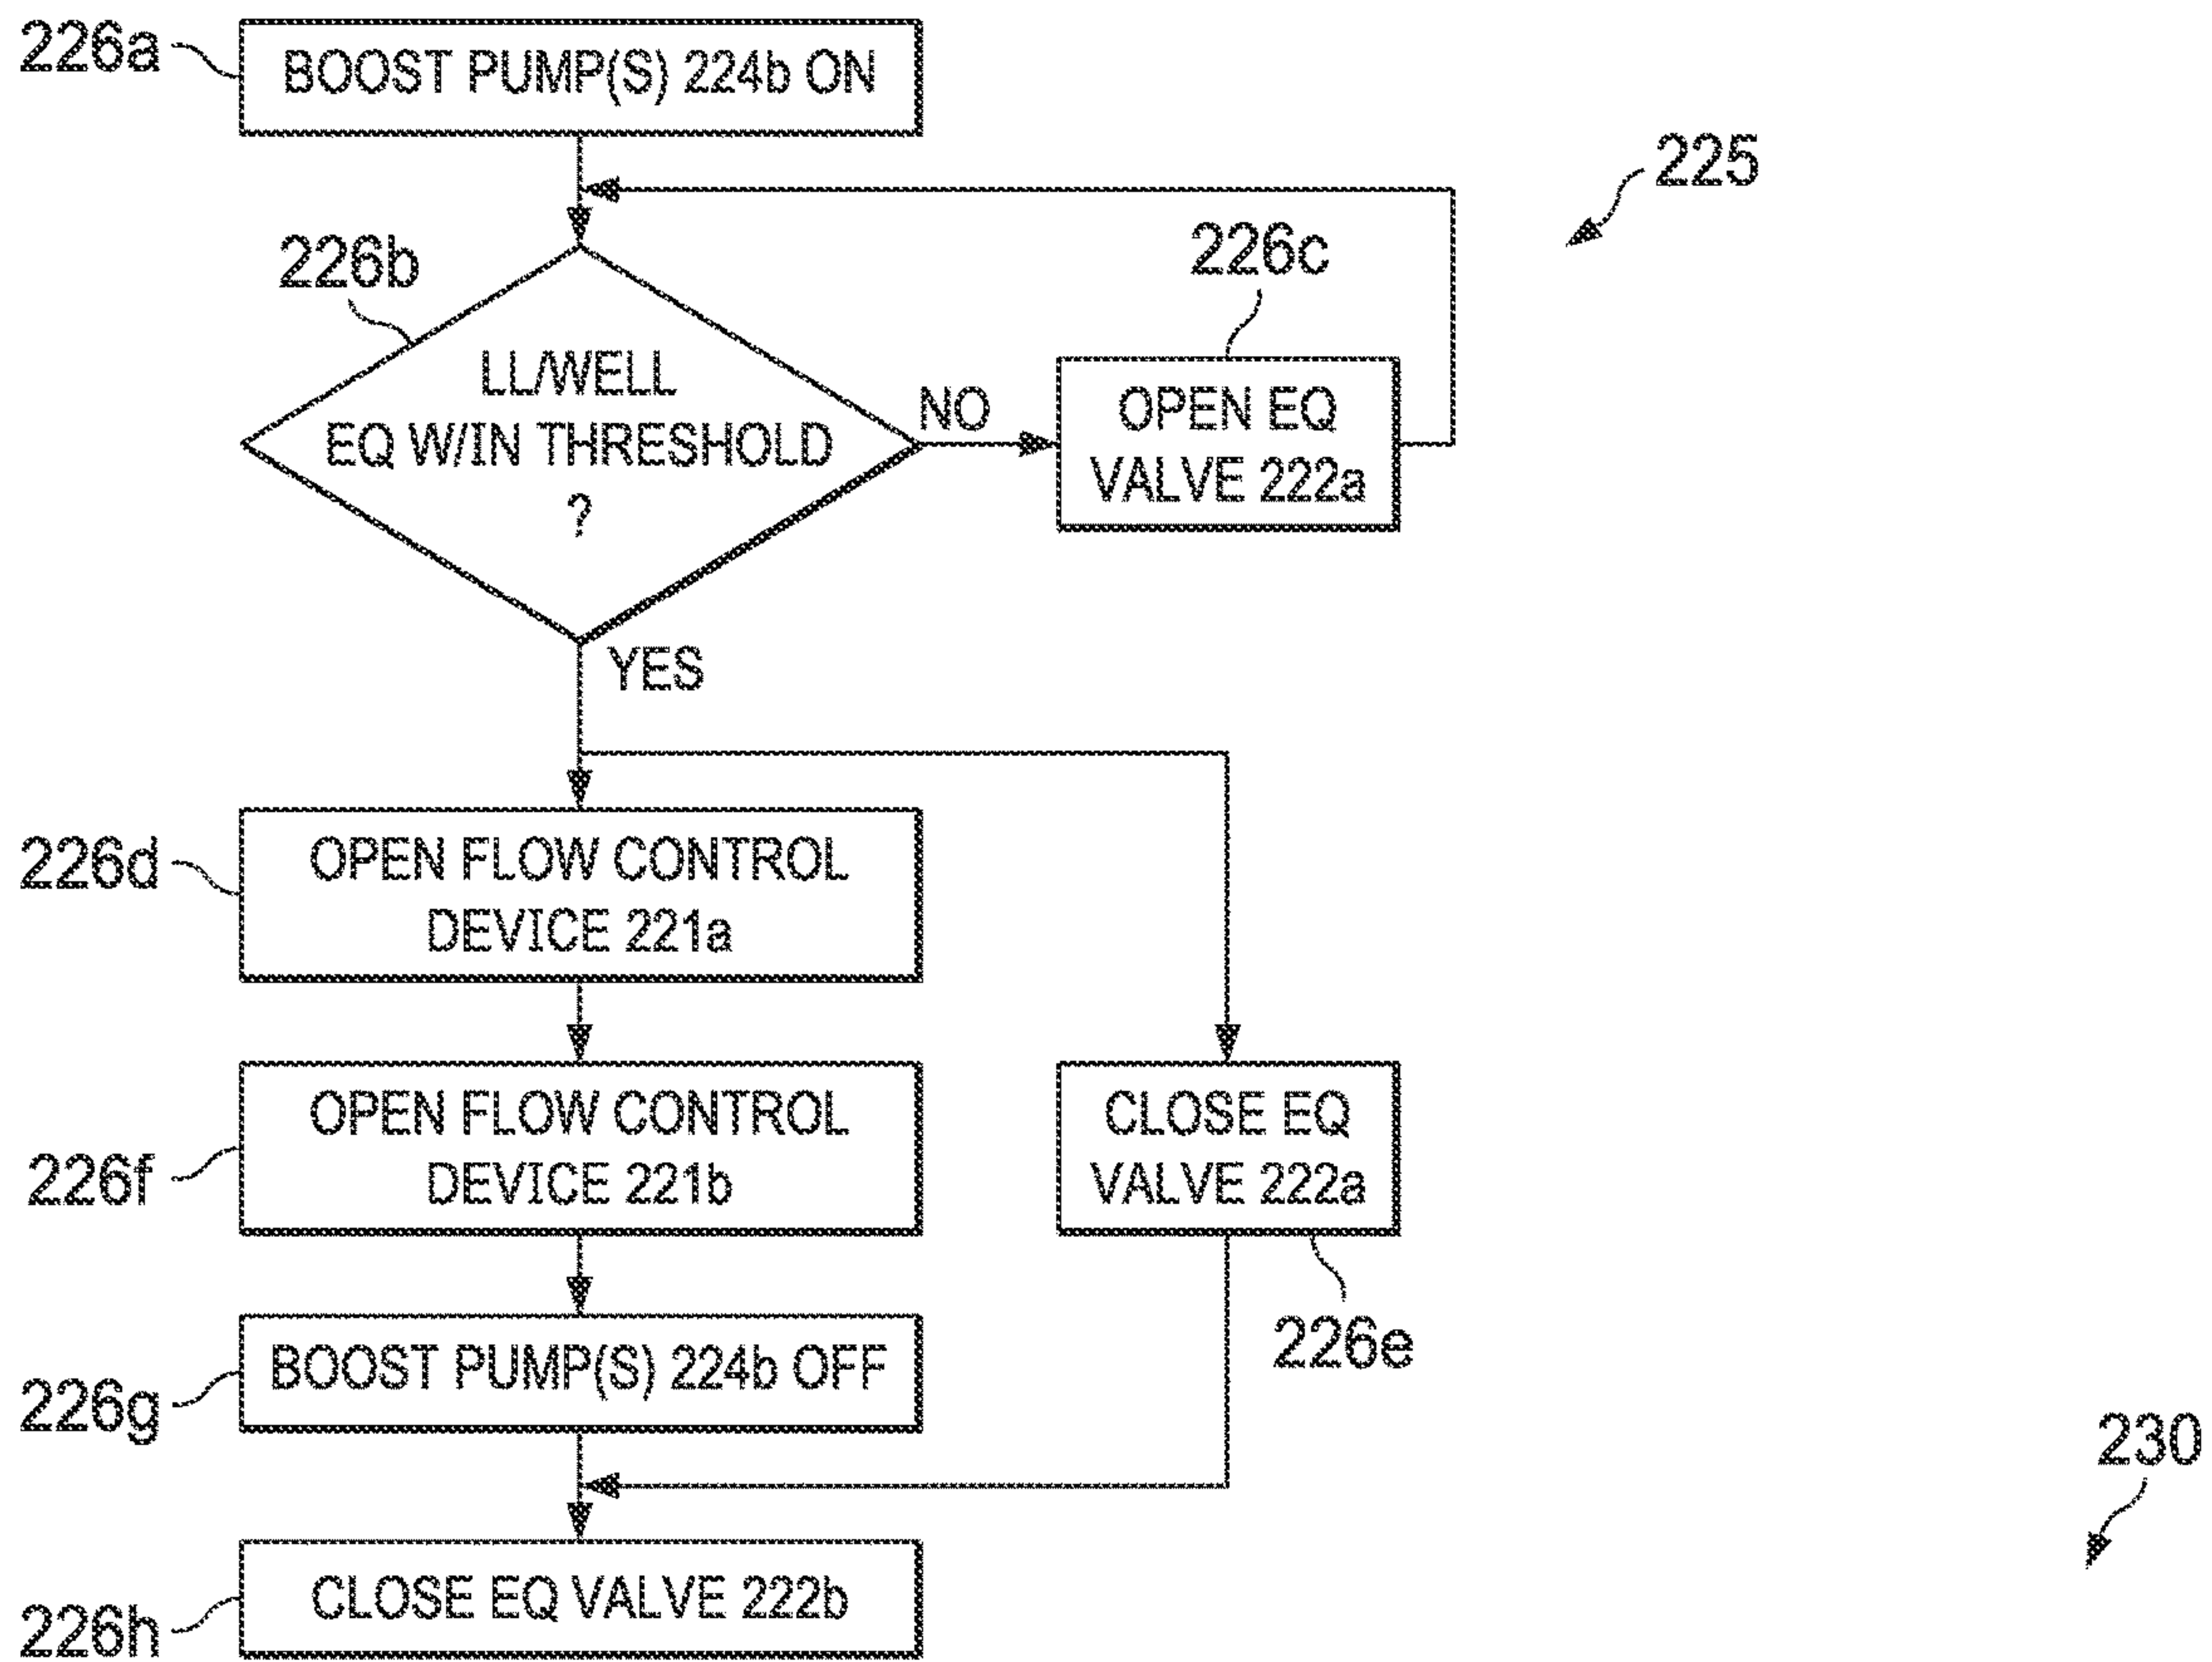 226a
BOOST PUMP(S) 224b ON
225
226b
226c
LL/WELL
EQ W/IN THRESHOLD
?
NO
OPEN EQ
VALVE 222a
YES
226d
OPEN FLOW CONTROL
DEVICE 221a
226f
OPEN FLOW CONTROL
DEVICE 221b
CLOSE EQ
VALVE 222a
226e
226g
BOOST PUMP(S) 224b OFF
230
226h
CLOSE EQ VALVE 222b